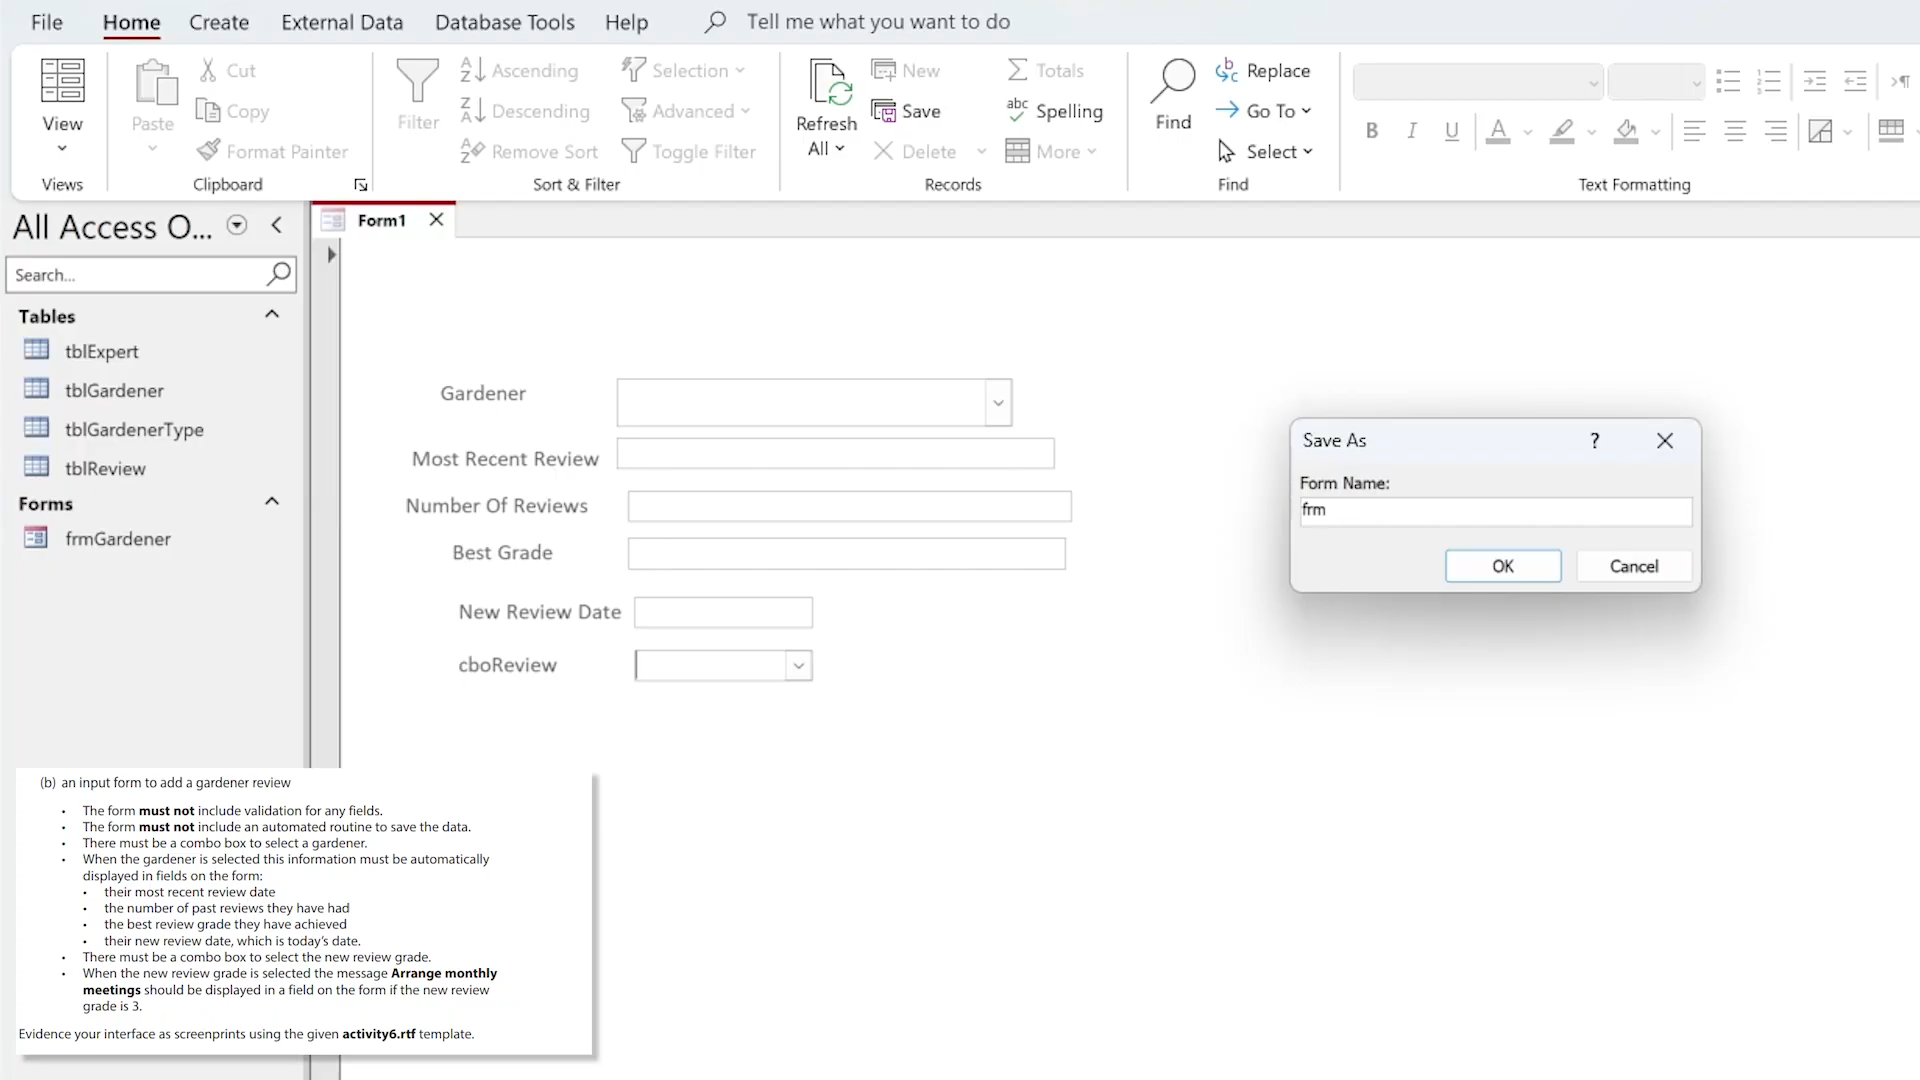 File Home Create External Data Database Tools Help Tell me what you want to do
View
Views
Paste
Cut
Copy
Format Painter
Clipboard
Filter
Ascending
Descending
Remove Sort
Selection
Advanced
Toggle Filter
Sort & Filter
Refresh
All
New
Save
Delete
Totals
Spelling
More
Records
Find
Replace
Go To
Select
Find
B I U A
Text Formatting
All Access O...
Search...
Tables
tblExpert
tblGardener
tblGardenerType
tblReview
Forms
frmGardener
Form1
Gardener
Most Recent Review
Number Of Reviews
Best Grade
New Review Date
cboReview
Save As
?
Form Name:
frm
OK Cancel
(b) an input form to add a gardener review
• The form must not include validation for any fields.
• The form must not include an automated routine to save the data.
• There must be a combo box to select a gardener.
• When the gardener is selected this information must be automatically
displayed in fields on the form:
• their most recent review date
• the number of past reviews they have had
• the best review grade they have achieved
• their new review date, which is today's date.
• There must be a combo box to select the new review grade.
• When the new review grade is selected the message Arrange monthly
meetings should be displayed in a field on the form if the new review
grade is 3.
Evidence your interface as screenprints using the given activity6.rtf template.